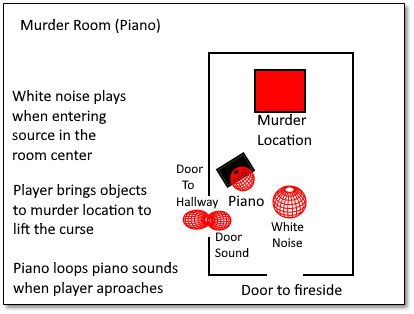 Murder Room (Piano)
White noise plays
when entering
source in the
room center
Player brings objects
to murder location to
lift the curse
Piano loops piano sounds
when player aproaches
Murder
Location
Door
To
Hallway
Piano
Door
Sound
White
Noise
Door to fireside